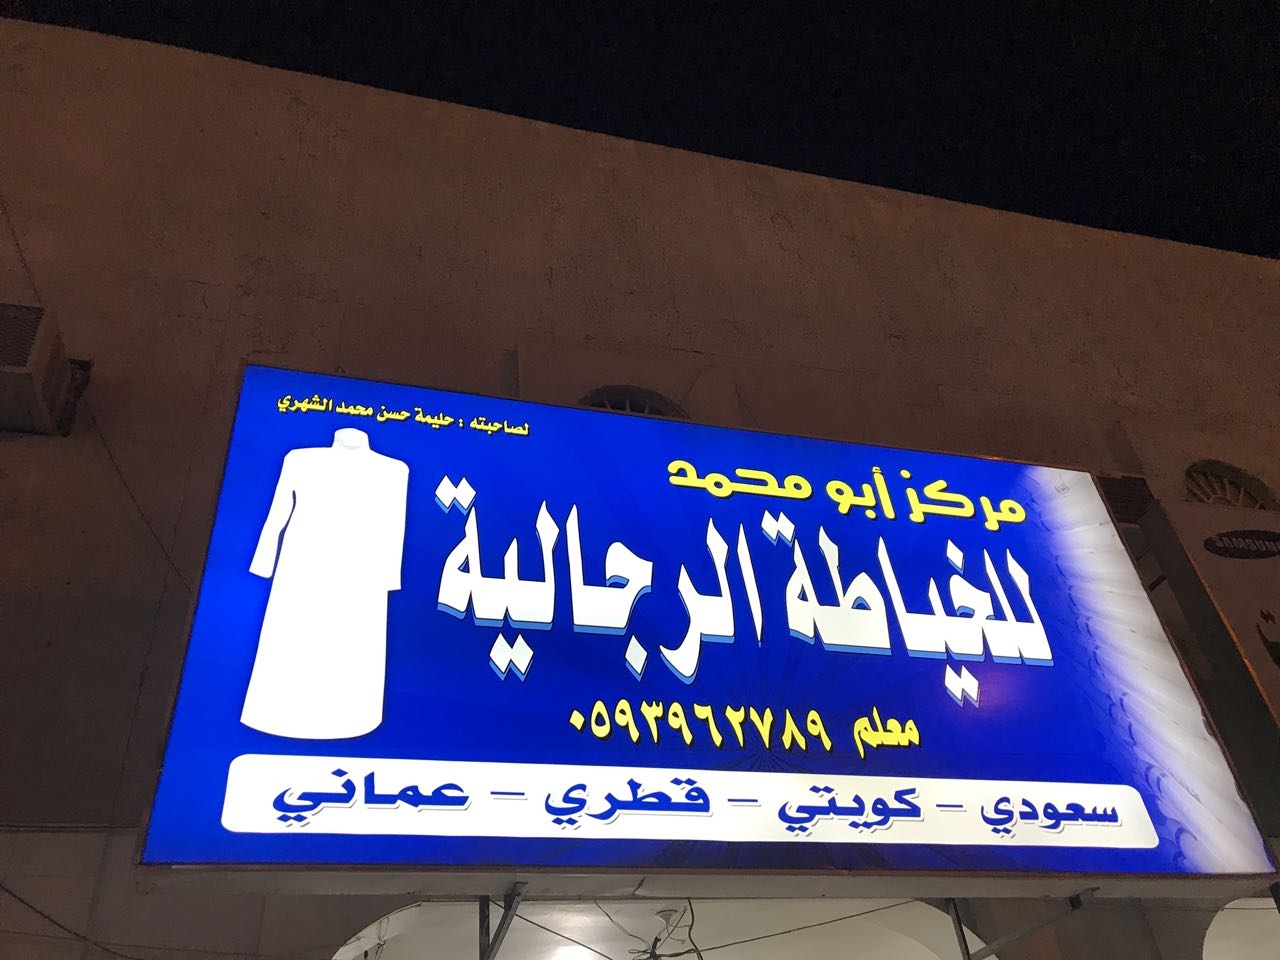 لصاحبته : حليمة حسن محمد الشهري
مركز أبو محمد
للخياطة الرجالية
معلم ٠٥٩٣٩٦٢٧٨٩
سعودي - كويتي - قطري - عماني
SAMSUNG